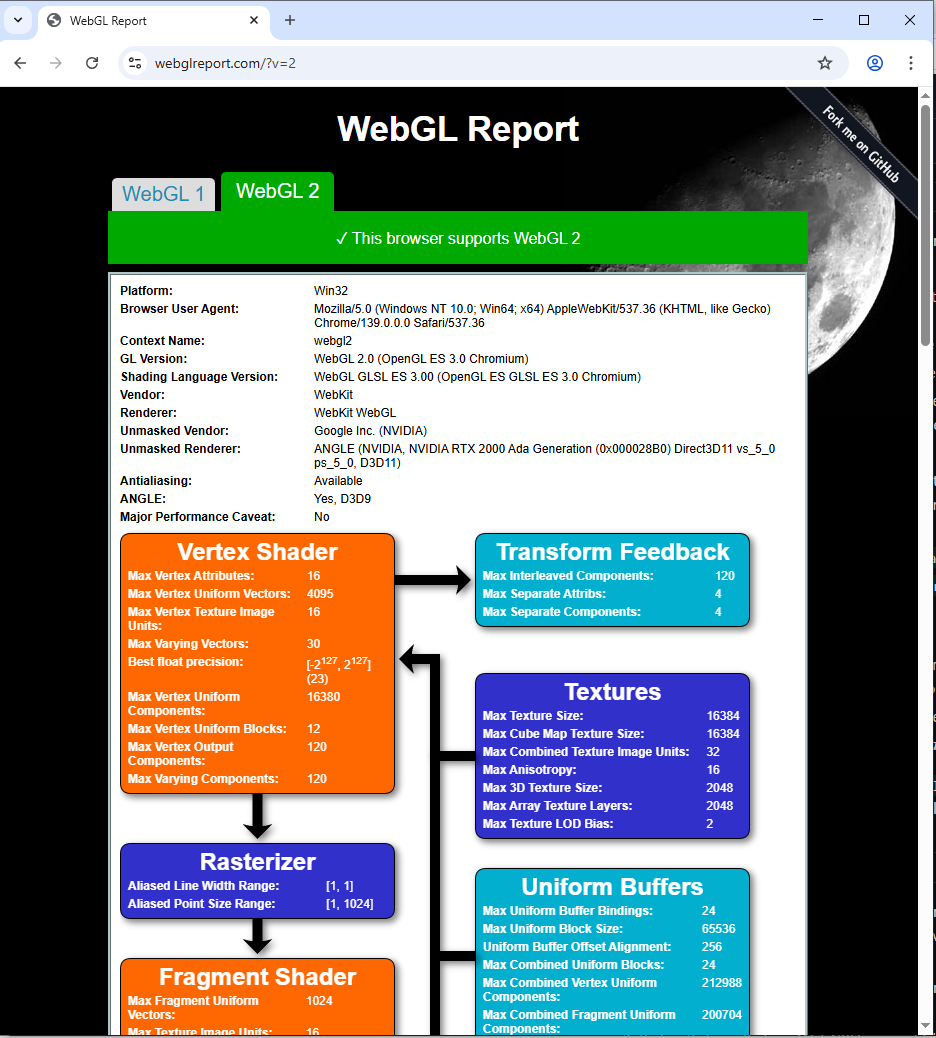 WebGL Report
webglreport.com/?v=2
Fork me on GitHub
WebGL Report
WebGL 1
WebGL 2
✓ This browser supports WebGL 2
Platform: Win32
Browser User Agent: Mozilla/5.0 (Windows NT 10.0; Win64; x64) AppleWebKit/537.36 (KHTML, like Gecko)
Chrome/139.0.0.0 Safari/537.36
Context Name: webgl2
GL Version: WebGL 2.0 (OpenGL ES 3.0 Chromium)
Shading Language Version: WebGL GLSL ES 3.00 (OpenGL ES GLSL ES 3.0 Chromium)
Vendor: WebKit
Renderer: WebKit WebGL
Unmasked Vendor: Google Inc. (NVIDIA)
Unmasked Renderer: ANGLE (NVIDIA, NVIDIA RTX 2000 Ada Generation (0x000028B0) Direct3D11 vs_5_0
ps_5_0, D3D11)
Antialiasing: Available
ANGLE: Yes, D3D9
Major Performance Caveat: No
Vertex Shader
Max Vertex Attributes: 16
Max Vertex Uniform Vectors: 4095
Max Vertex Texture Image 16
Units:
Max Varying Vectors: 30
Best float precision: [-2¹²⁷, 2¹²⁷]
(23)
Max Vertex Uniform 16380
Components:
Max Vertex Uniform Blocks: 12
Max Vertex Output 120
Components:
Max Varying Components: 120
Transform Feedback
Max Interleaved Components: 120
Max Separate Attribs: 4
Max Separate Components: 4
Textures
Max Texture Size: 16384
Max Cube Map Texture Size: 16384
Max Combined Texture Image Units: 32
Max Anisotropy: 16
Max 3D Texture Size: 2048
Max Array Texture Layers: 2048
Max Texture LOD Bias: 2
Rasterizer
Aliased Line Width Range: [1, 1]
Aliased Point Size Range: [1, 1024]
Uniform Buffers
Max Uniform Buffer Bindings: 24
Max Uniform Block Size: 65536
Uniform Buffer Offset Alignment: 256
Max Combined Uniform Blocks: 24
Max Combined Vertex Uniform 212988
Components:
Max Combined Fragment Uniform 200704
Components:
Fragment Shader
Max Fragment Uniform 1024
Vectors:
Max Texture Image Units: 16